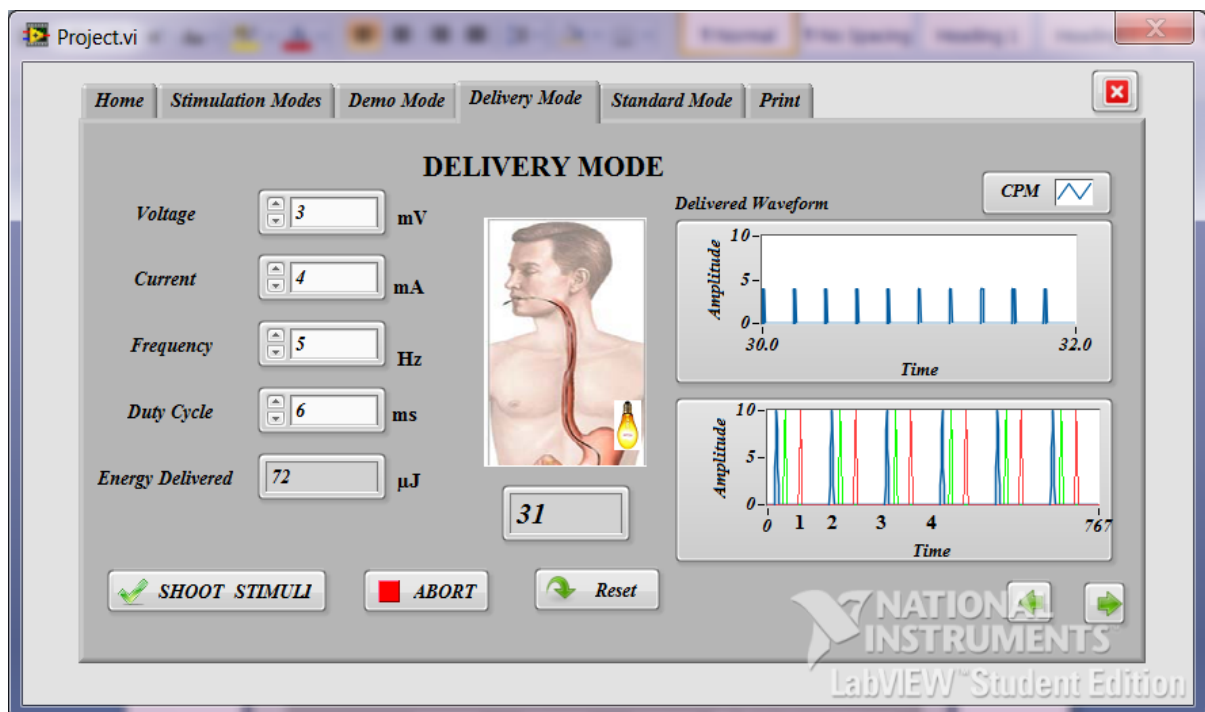 Project.vi
Home Stimulation Modes Demo Mode Delivery Mode Standard Mode Print
DELIVERY MODE
Voltage 3 mV
Current 4 mA
Frequency 5 Hz
Duty Cycle 6 ms
Energy Delivered 72 μJ
31
SHOOT STIMULI ABORT Reset
CPM
Delivered Waveform
Amplitude
10
5
0
30.0 32.0
Time
Amplitude
10
5
0
0 1 2 3 4 767
Time
NATIONAL
INSTRUMENTS
LabVIEW™ Student Edition